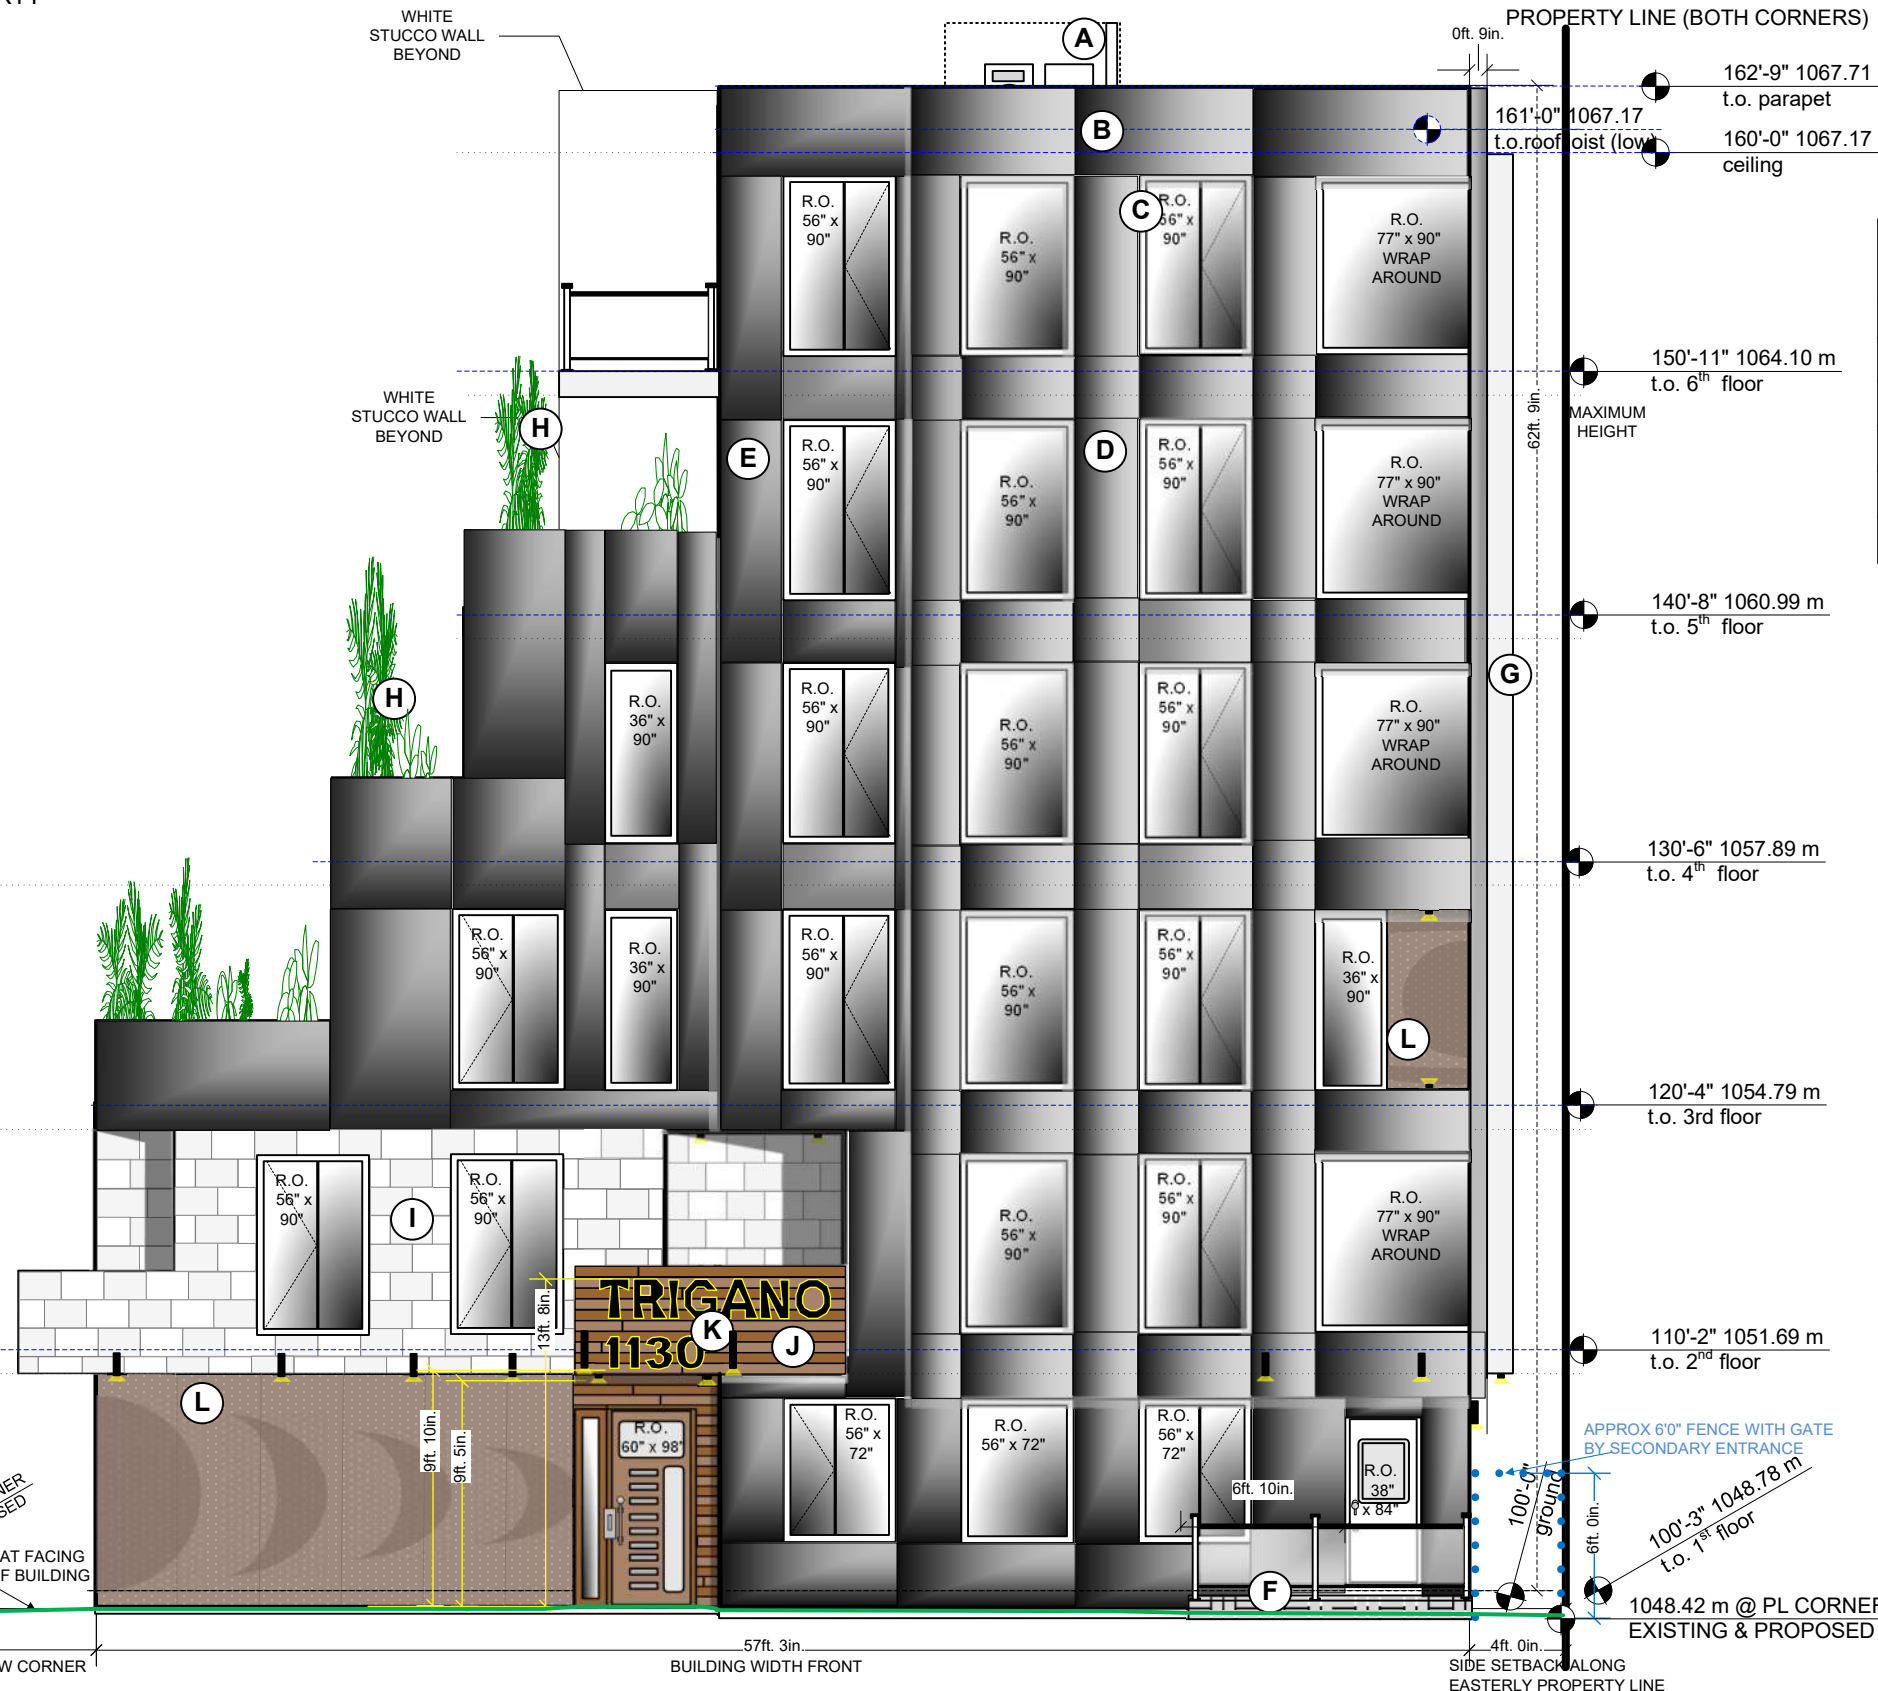 WHITE
STUCCO WALL
BEYOND
A
PROPERTY LINE (BOTH CORNERS)
0ft. 9in.
162'-9" 1067.71
t.o. parapet
B
161'-0" 1067.17
t.o.roof joist (low)
160'-0" 1067.17
ceiling
R.O.
56" x
90"
R.O.
56" x
90"
C
R.O.
56" x
90"
R.O.
77" x 90"
WRAP
AROUND
150'-11" 1064.10 m
t.o. 6th floor
62ft. 9in.
MAXIMUM
HEIGHT
WHITE
STUCCO WALL
BEYOND
H
E
R.O.
56" x
90"
R.O.
56" x
90"
D
R.O.
56" x
90"
R.O.
77" x 90"
WRAP
AROUND
140'-8" 1060.99 m
t.o. 5th floor
G
H
R.O.
36" x
90"
R.O.
56" x
90"
R.O.
56" x
90"
R.O.
56" x
90"
R.O.
77" x 90"
WRAP
AROUND
130'-6" 1057.89 m
t.o. 4th floor
R.O.
56" x
90"
R.O.
36" x
90"
R.O.
56" x
90"
R.O.
56" x
90"
R.O.
56" x
90"
R.O.
36" x
90"
L
120'-4" 1054.79 m
t.o. 3rd floor
R.O.
56" x
90"
I
R.O.
56" x
90"
R.O.
56" x
90"
R.O.
56" x
90"
R.O.
77" x 90"
WRAP
AROUND
13ft. 8in.
TRIGANO
1130
K
J
110'-2" 1051.69 m
t.o. 2nd floor
L
9ft. 10in.
9ft. 5in.
R.O.
60" x 98"
R.O.
56" x
72"
R.O.
56" x 72"
R.O.
56" x
72"
6ft. 10in.
R.O.
38"
x 84"
APPROX 6'0" FENCE WITH GATE
BY SECONDARY ENTRANCE
100'-0"
ground
6ft. 0in.
100'-3" 1048.78 m
t.o. 1st floor
F
NER
SED
AT FACING
F BUILDING
1048.42 m @ PL CORNER
EXISTING & PROPOSED
57ft. 3in.
BUILDING WIDTH FRONT
W CORNER
4ft. 0in.
SIDE SETBACK ALONG
EASTERLY PROPERTY LINE